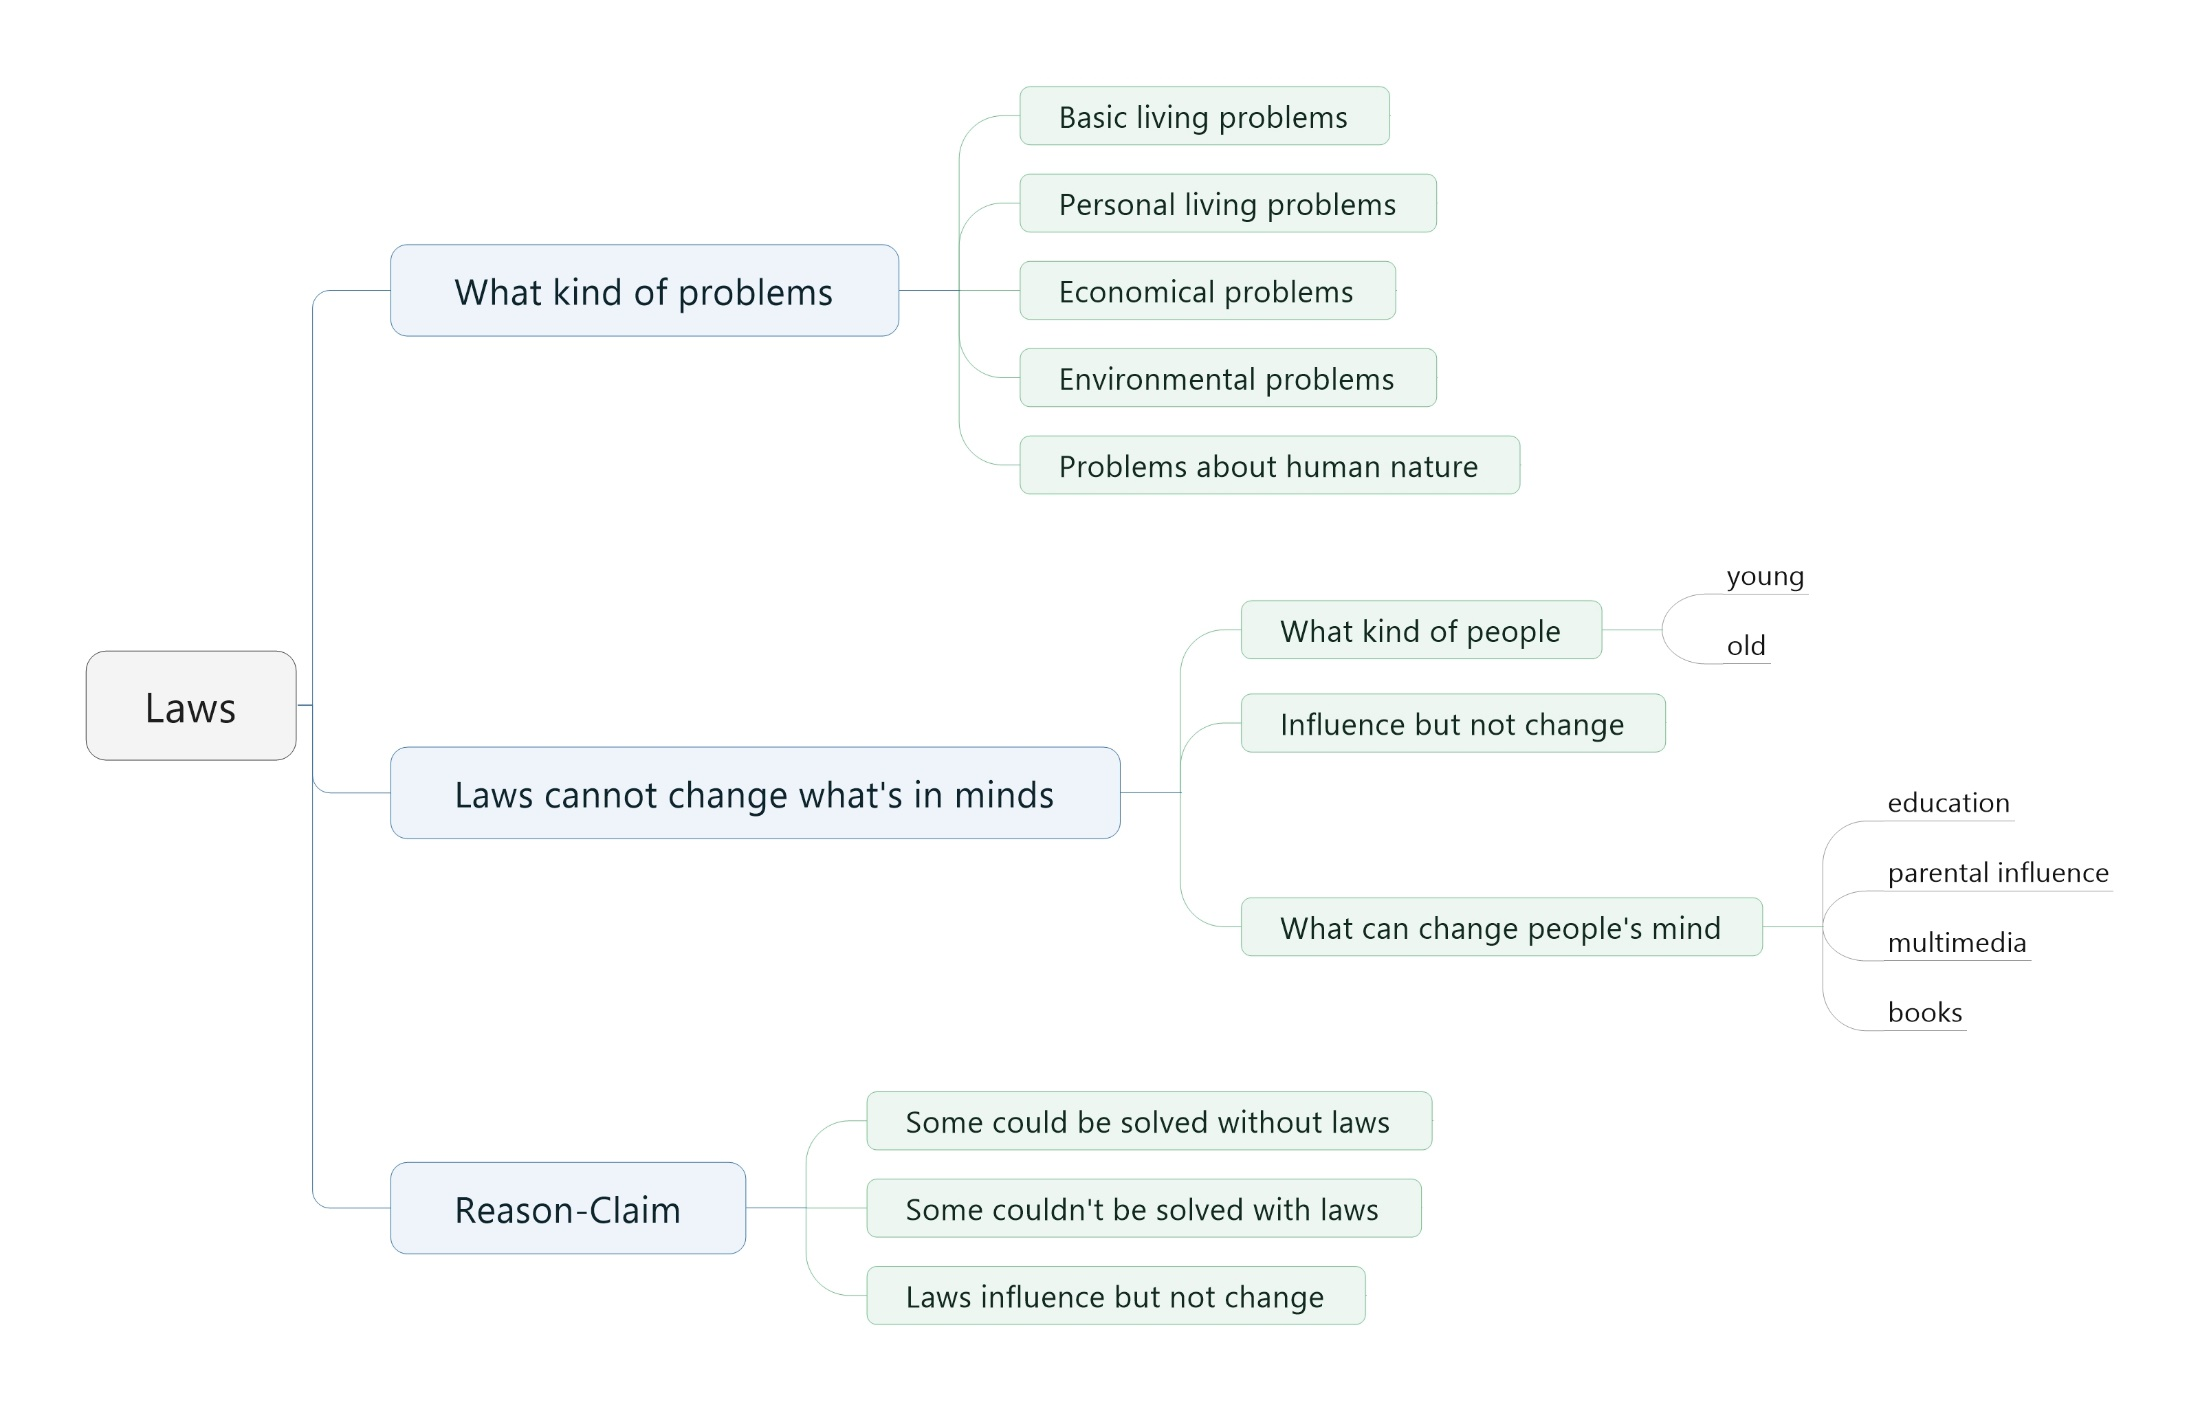 Laws
What kind of problems
Basic living problems
Personal living problems
Economical problems
Environmental problems
Problems about human nature
Laws cannot change what's in minds
What kind of people
young
old
Influence but not change
What can change people's mind
education
parental influence
multimedia
books
Reason-Claim
Some could be solved without laws
Some couldn't be solved with laws
Laws influence but not change